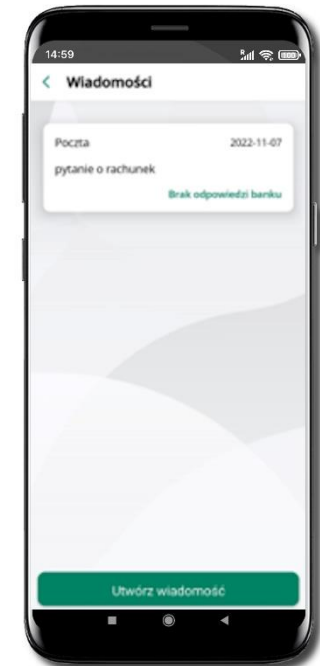 14:59
Wiadomości
Poczta 2022-11-07
pytanie o rachunek
Brak odpowiedzi banku
Utwórz wiadomość